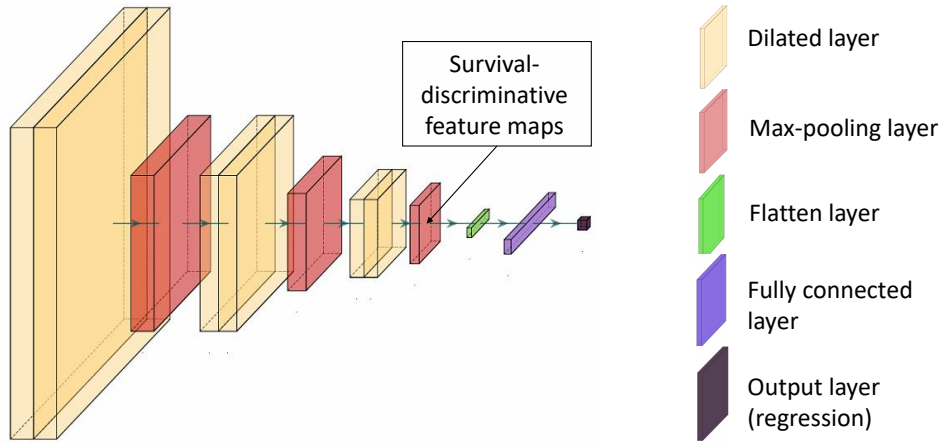 Survival-
discriminative
feature maps
Dilated layer
Max-pooling layer
Flatten layer
Fully connected
layer
Output layer
(regression)